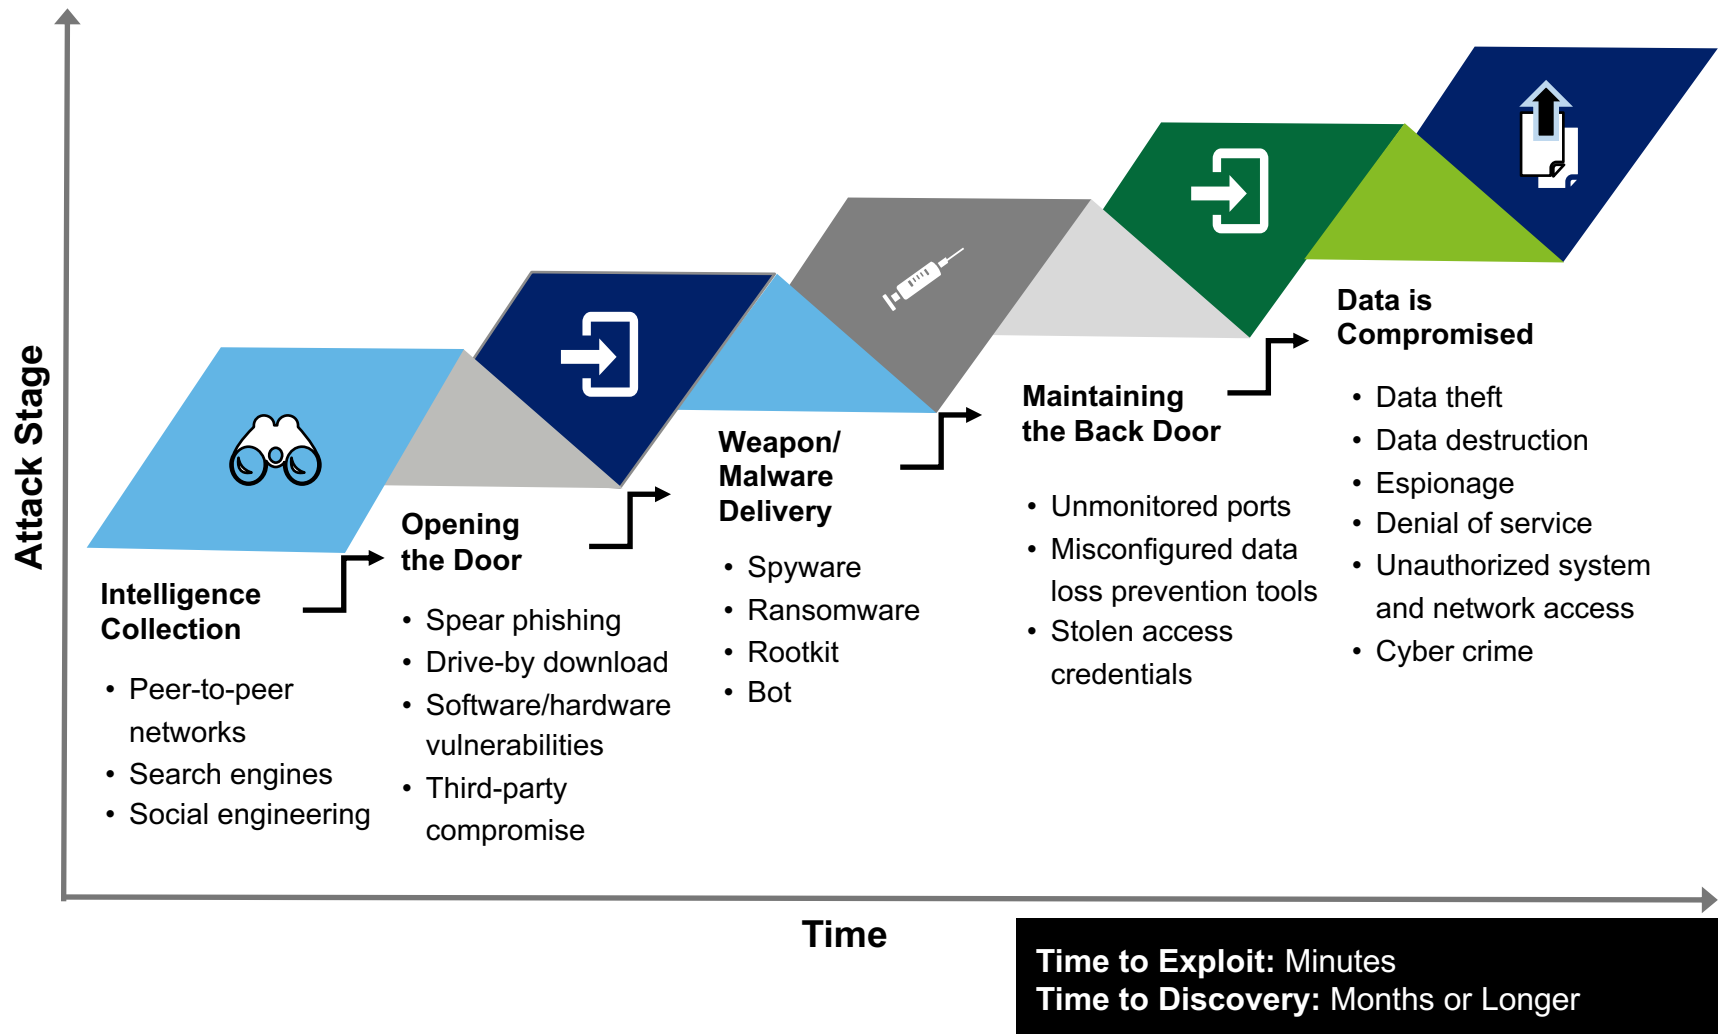 Attack Stage
Intelligence
Collection
• Peer-to-peer
networks
• Search engines
• Social engineering
Opening
the Door
• Spear phishing
• Drive-by download
• Software/hardware
vulnerabilities
• Third-party
compromise
Weapon/
Malware
Delivery
• Spyware
• Ransomware
• Rootkit
• Bot
Maintaining
the Back Door
• Unmonitored ports
• Misconfigured data
loss prevention tools
• Stolen access
credentials
Data is
Compromised
• Data theft
• Data destruction
• Espionage
• Denial of service
• Unauthorized system
and network access
• Cyber crime
Time
Time to Exploit: Minutes
Time to Discovery: Months or Longer